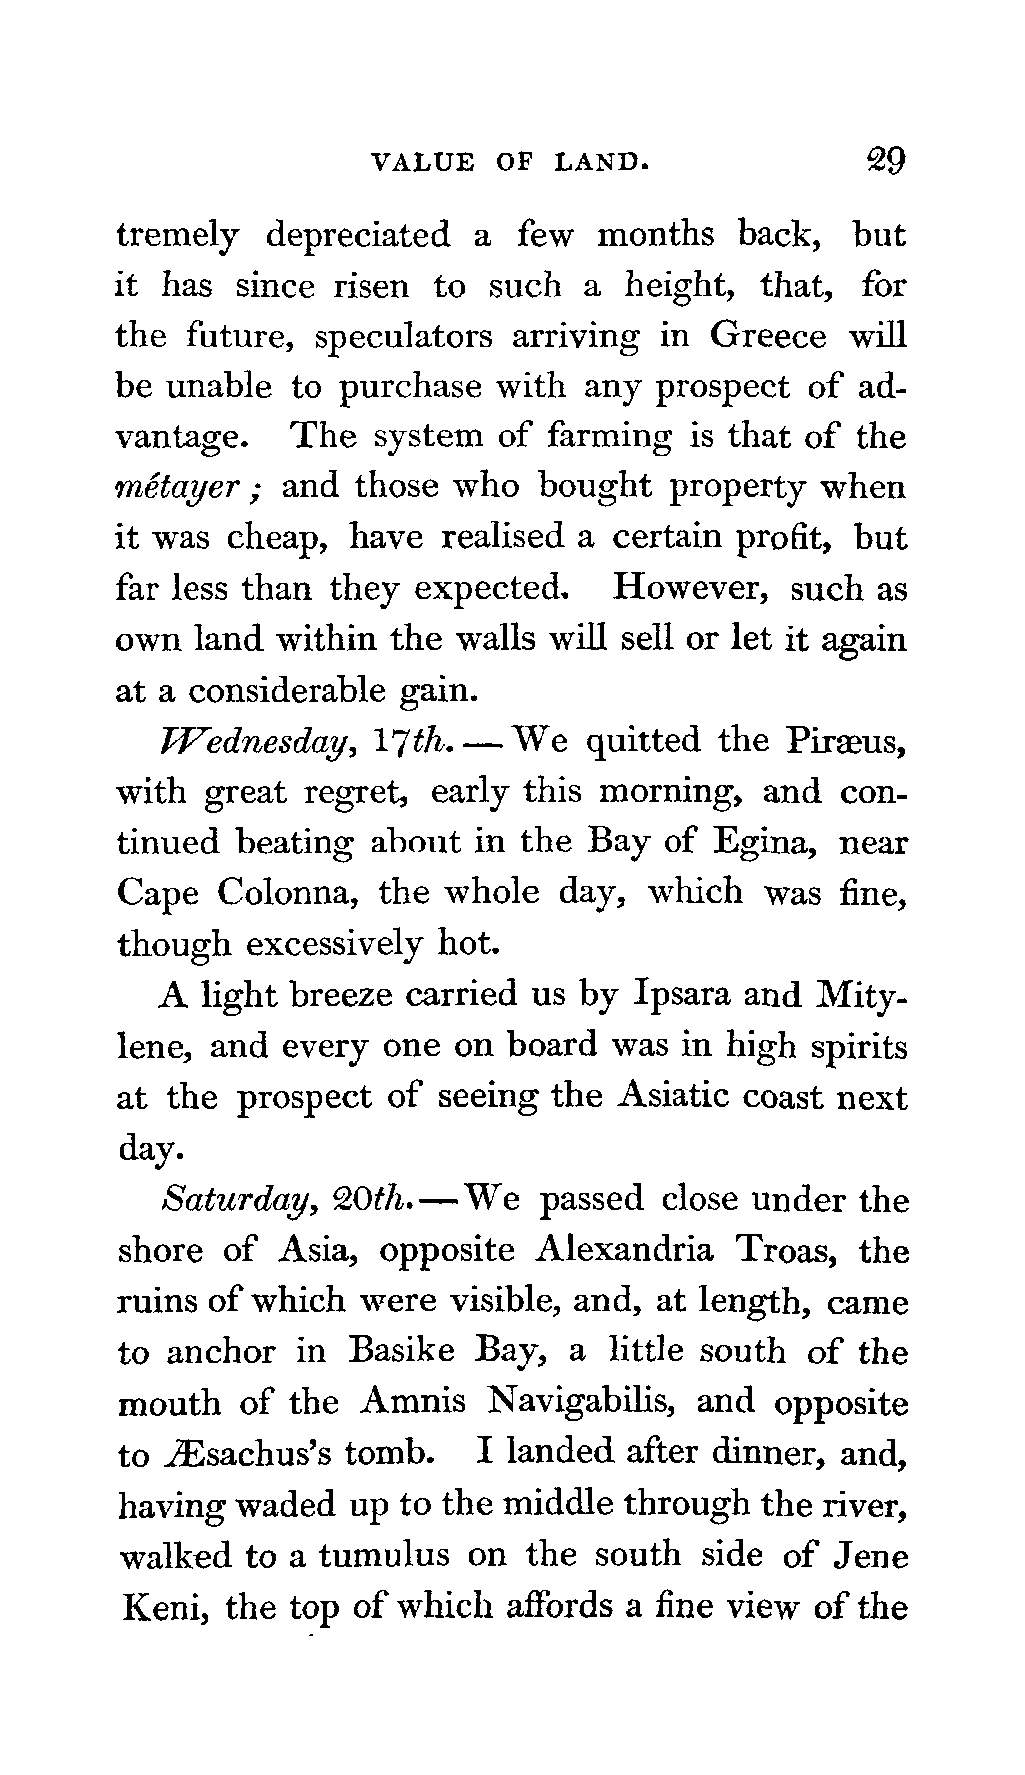 VALUE OF LAND. 29
tremely depreciated a few months back, but
it has since risen to such a height, that, for
the future, speculators arriving in Greece will
be unable to purchase with any prospect of ad-
vantage. The system of farming is that of the
métayer; and those who bought property when
it was cheap, have realised a certain profit, but
far less than they expected. However, such as
own land within the walls will sell or let it again
at a considerable gain.
Wednesday, 17th. — We quitted the Piræus,
with great regret, early this morning, and con-
tinued beating about in the Bay of Egina, near
Cape Colonna, the whole day, which was fine,
though excessively hot.
A light breeze carried us by Ipsara and Mity-
lene, and every one on board was in high spirits
at the prospect of seeing the Asiatic coast next
day.
Saturday, 20th.—We passed close under the
shore of Asia, opposite Alexandria Troas, the
ruins of which were visible, and, at length, came
to anchor in Basike Bay, a little south of the
mouth of the Amnis Navigabilis, and opposite
to Æsachus's tomb. I landed after dinner, and,
having waded up to the middle through the river,
walked to a tumulus on the south side of Jene
Keni, the top of which affords a fine view of the